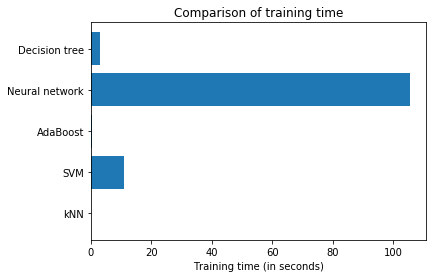 Comparison of training time
Decision tree
Neural network
AdaBoost
SVM
kNN
0 20 40 60 80 100
Training time (in seconds)